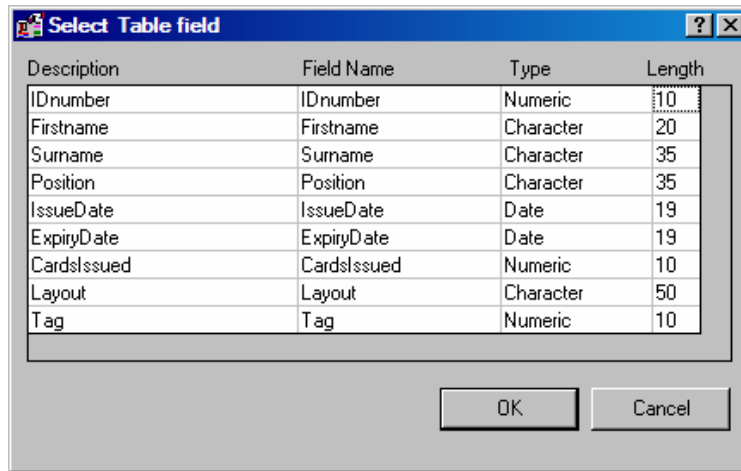 Select Table field
Description Field Name Type Length
IDnumber IDnumber Numeric 10
Firstname Firstname Character 20
Surname Surname Character 35
Position Position Character 35
IssueDate IssueDate Date 19
ExpiryDate ExpiryDate Date 19
CardsIssued CardsIssued Numeric 10
Layout Layout Character 50
Tag Tag Numeric 10
OK Cancel